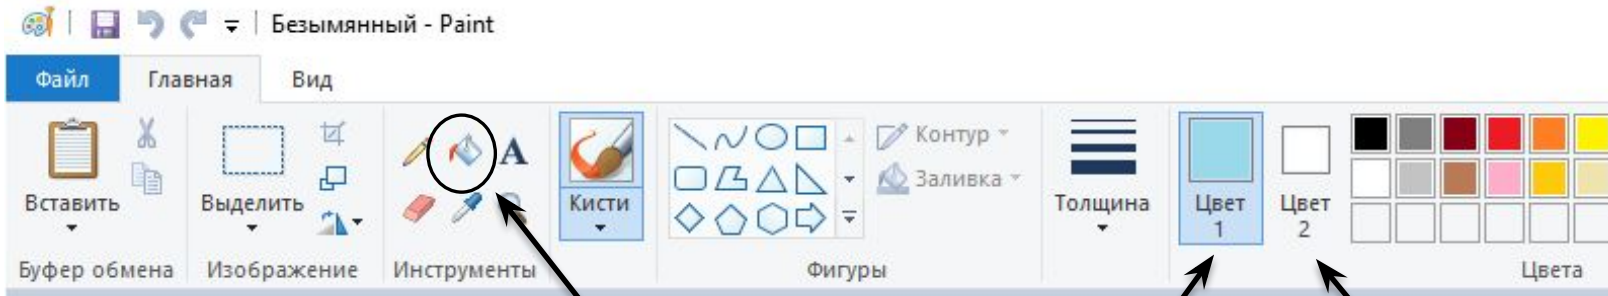 Безымянный - Paint
Файл Главная Вид
Вставить
Буфер обмена
Выделить
Изображение
A
Инструменты
Кисти
Контур
Заливка
Фигуры
Толщина
Цвет
1
Цвет
2
Цвета